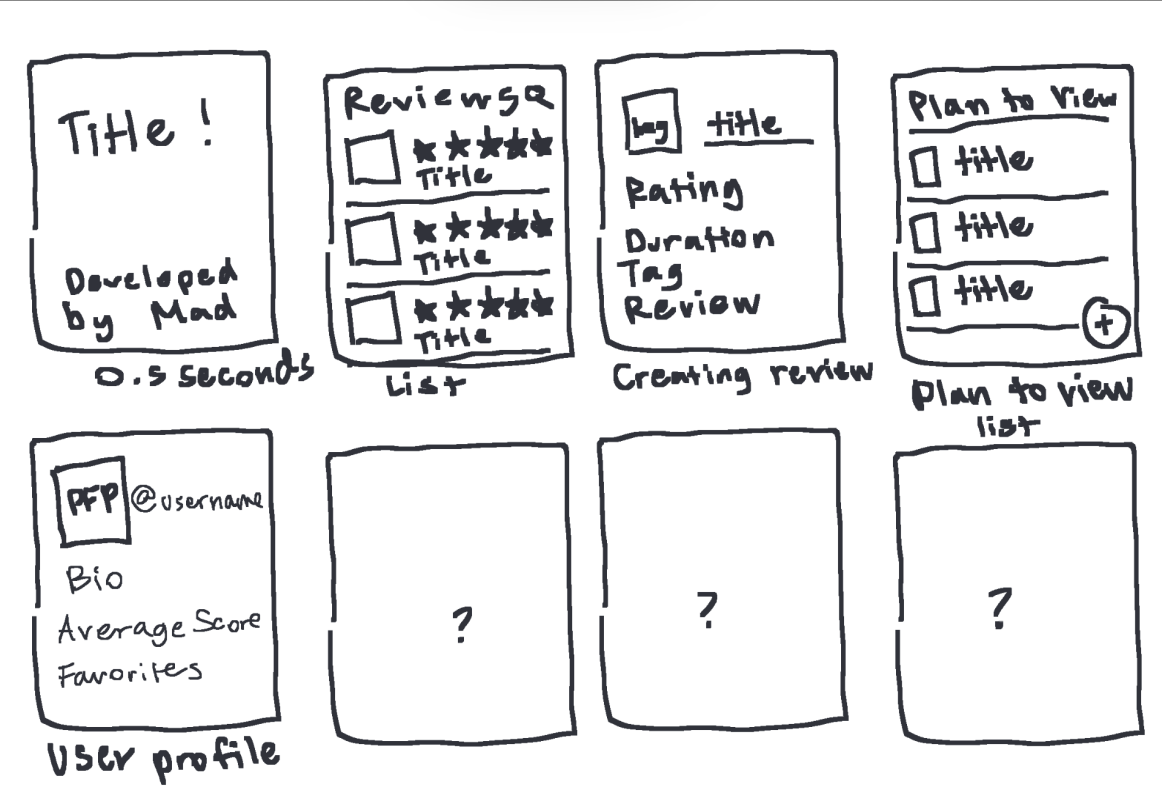 Title !
Developed
by Mad
0.5 seconds
Reviews
★★★★★
Title
★★★★★
Title
★★★★★
Title
List
title
Rating
Duration
Tag
Review
Creating review
Plan to View
title
title
title
+
Plan to view
list
PFP @username
Bio
Average Score
Favorites
User profile
?
?
?